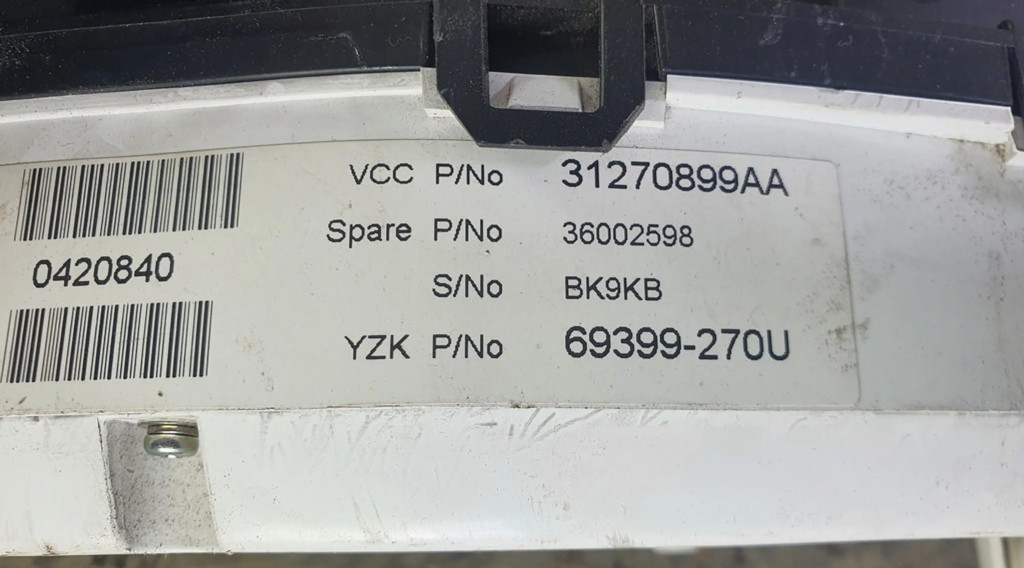 VCC P/No 31270899AA
Spare P/No 36002598
0420840
S/No BK9KB
YZK P/No 69399-270U